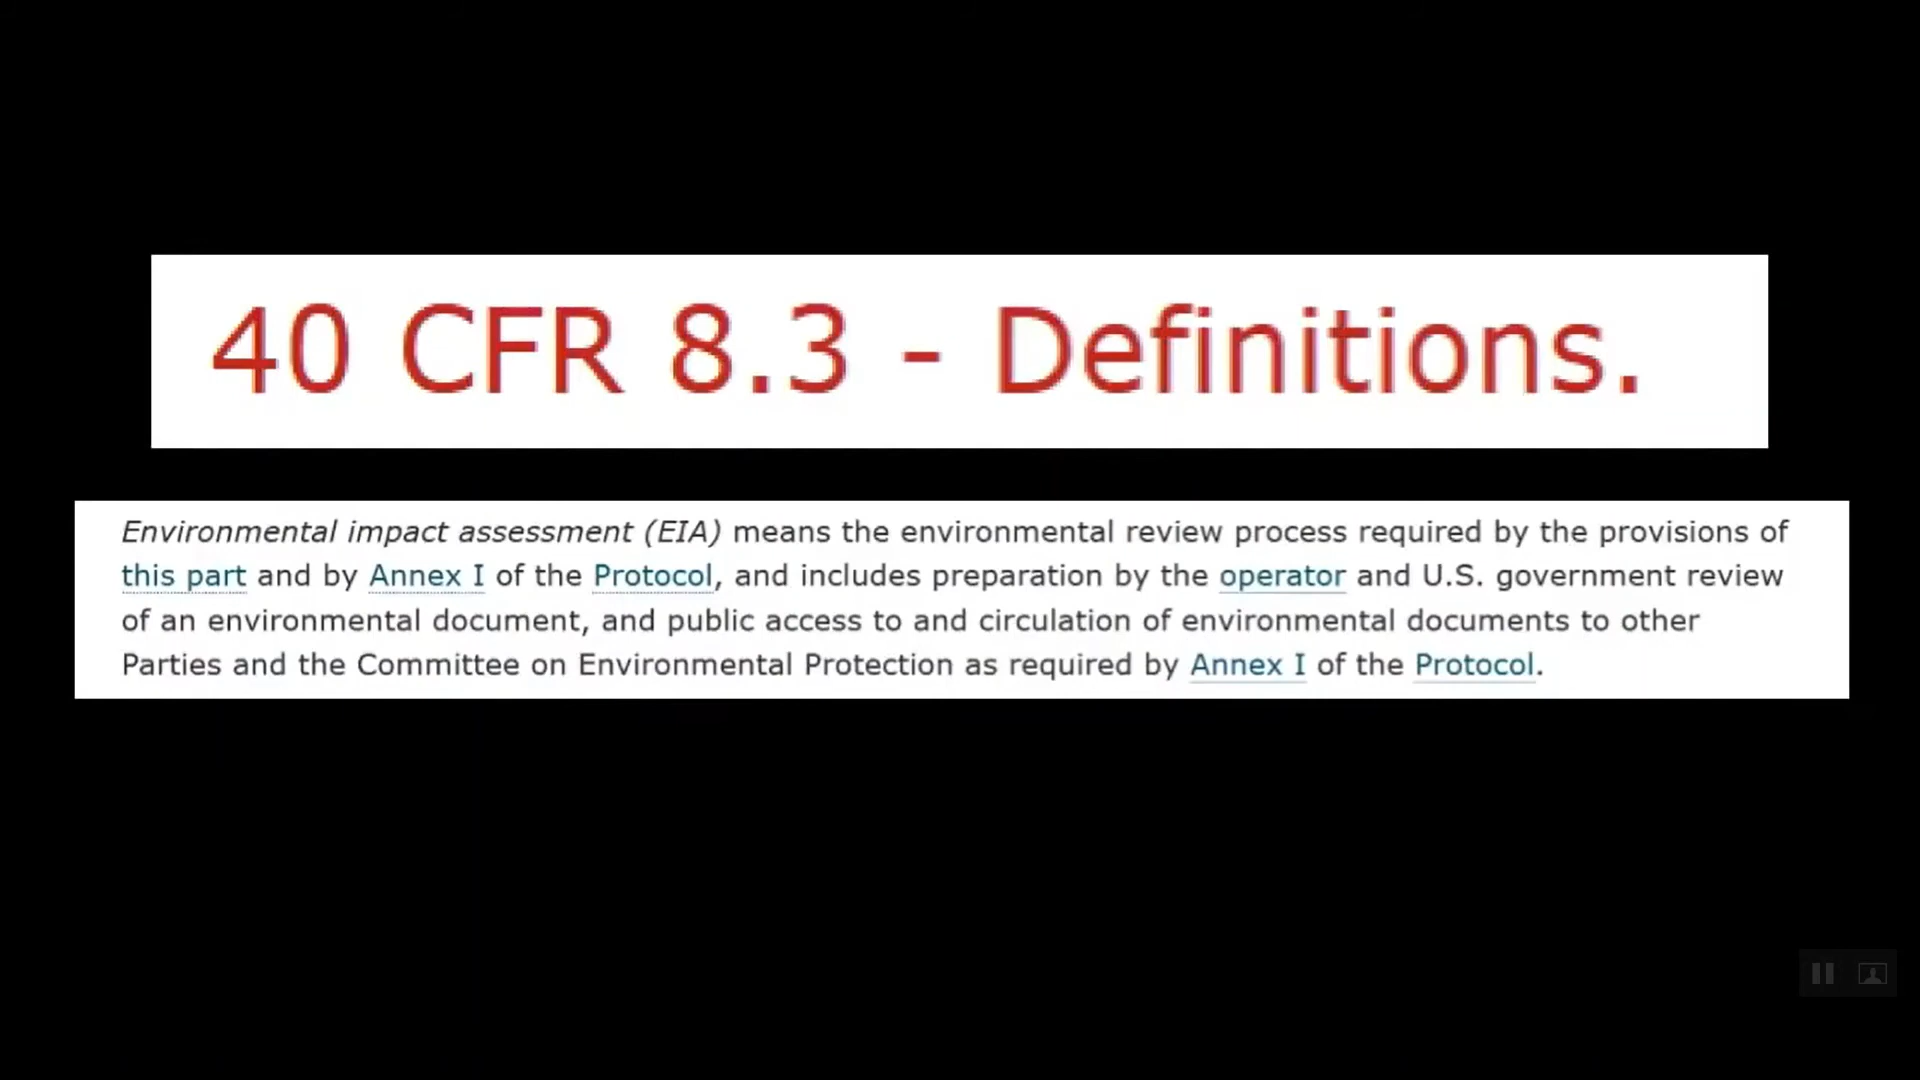 40 CFR 8.3 - Definitions.
Environmental impact assessment (EIA) means the environmental review process required by the provisions of
this part and by Annex I of the Protocol, and includes preparation by the operator and U.S. government review
of an environmental document, and public access to and circulation of environmental documents to other
Parties and the Committee on Environmental Protection as required by Annex I of the Protocol.